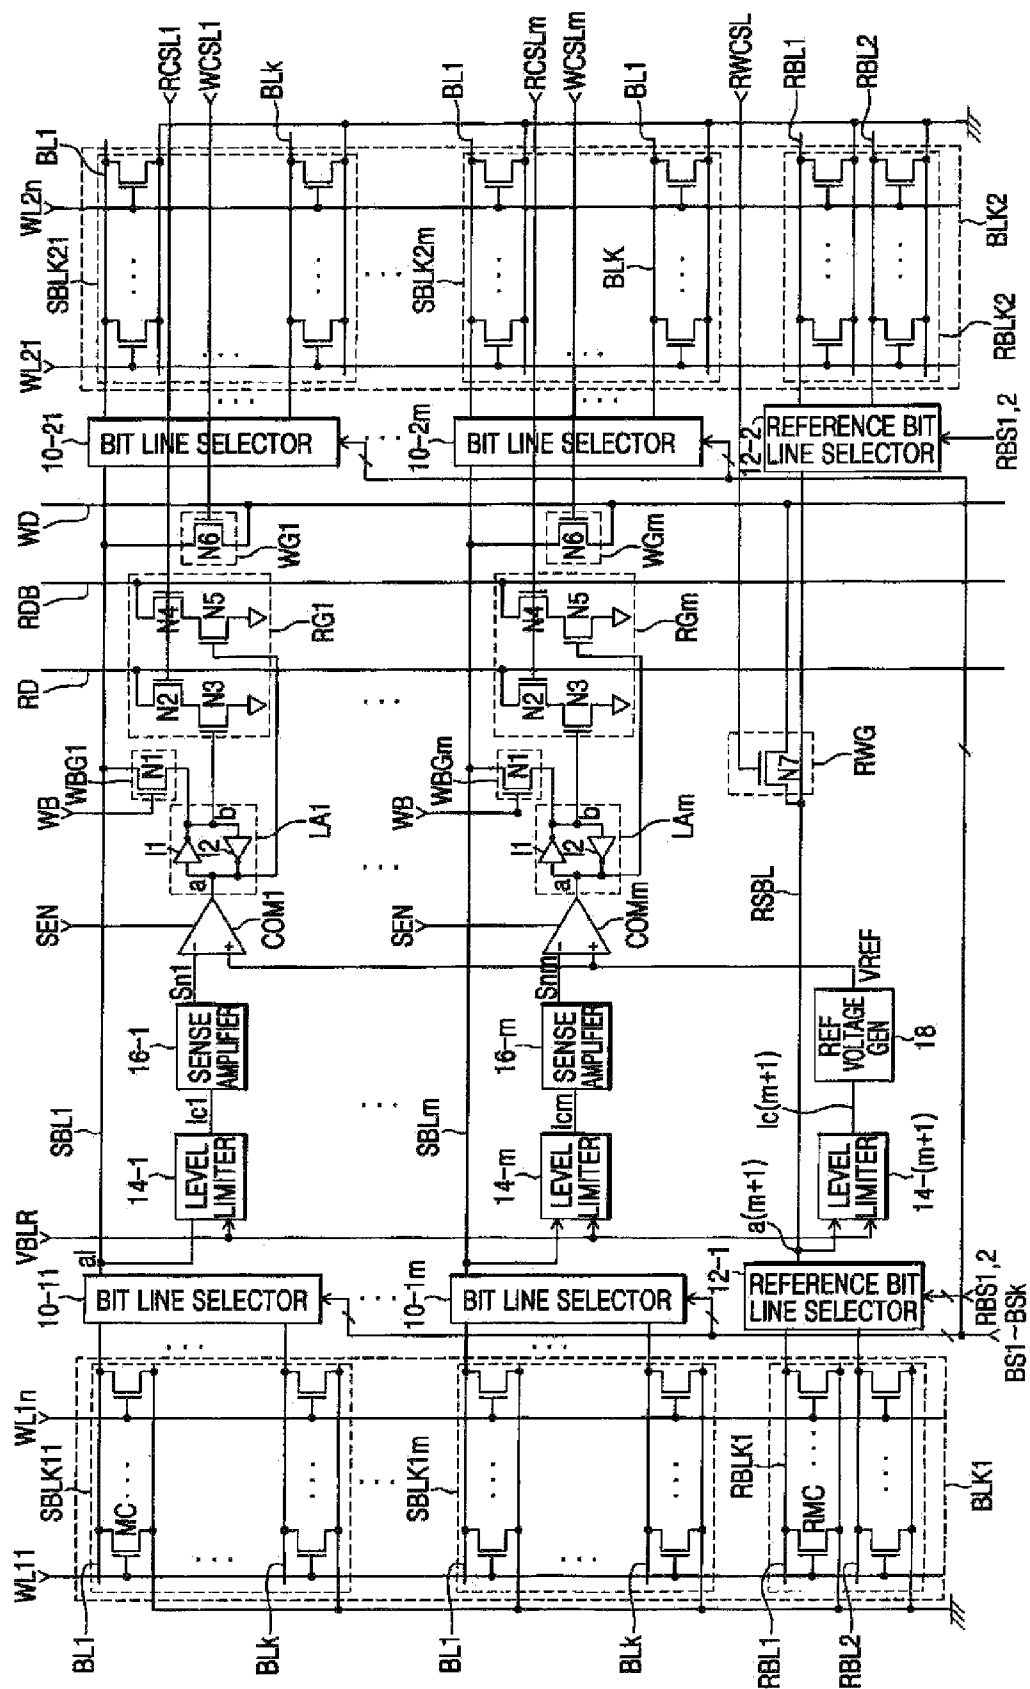 WL11
WL1n
VBLR
SEN
WB
RD
RDB
WD
WL21
WL2n
BL1
SBLK11
MC
10-11
BIT LINE SELECTOR
al
SBL1
14-1
LEVEL LIMITER
lc1
16-1
SENSE AMPLIFIER
Sn1
COM1
-
+
a
I1
I2
b
LA1
WBG1
N1
N2
N3
N4
N5
RG1
N6
WG1
10-21
BIT LINE SELECTOR
SBLK21
BL1
RCSL1
WCSL1
BLk
BLk
BL1
SBLK1m
10-1m
BIT LINE SELECTOR
SBLm
14-m
LEVEL LIMITER
lcm
16-m
SENSE AMPLIFIER
Snm
SEN
COMm
-
+
a
I1
I2
b
LAm
WB
WBGm
N1
N2
N3
N4
N5
RGm
N6
WGm
10-2m
BIT LINE SELECTOR
SBLK2m
BLK
BL1
RCSLm
WCSLm
BL1
BLk
RBL1
RBL2
RBLK1
RMC
BLK1
12-1
REFERENCE BIT LINE SELECTOR
RBS1,2
BS1~BSk
a(m+1)
LEVEL LIMITER
14-(m+1)
lc(m+1)
REF VOLTAGE GEN
18
VREF
RSBL
N7
RWG
12-2
REFERENCE BIT LINE SELECTOR
RBS1,2
RBLK2
BLK2
RWCSL
RBL1
RBL2